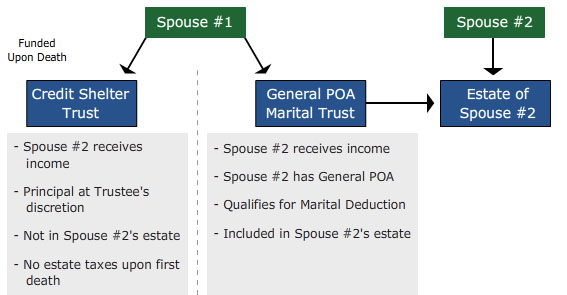 Spouse #1
Spouse #2
Funded
Upon Death
Credit Shelter
Trust
General POA
Marital Trust
Estate of
Spouse #2
- Spouse #2 receives
income
- Principal at Trustee's
discretion
- Not in Spouse #2's estate
- No estate taxes upon first
death
- Spouse #2 receives income
- Spouse #2 has General POA
- Qualifies for Marital Deduction
- Included in Spouse #2's estate